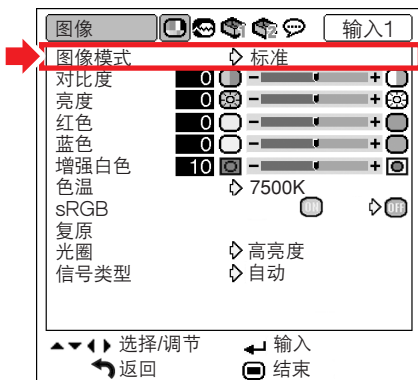 图像 输入1
图像模式 标准
对比度 0 − +
亮度 0 − +
红色 0 − +
蓝色 0 − +
增强白色 10 − +
色温 7500K
sRGB ON OFF
复原
光圈 高亮度
信号类型 自动
选择/调节 输入
返回 结束